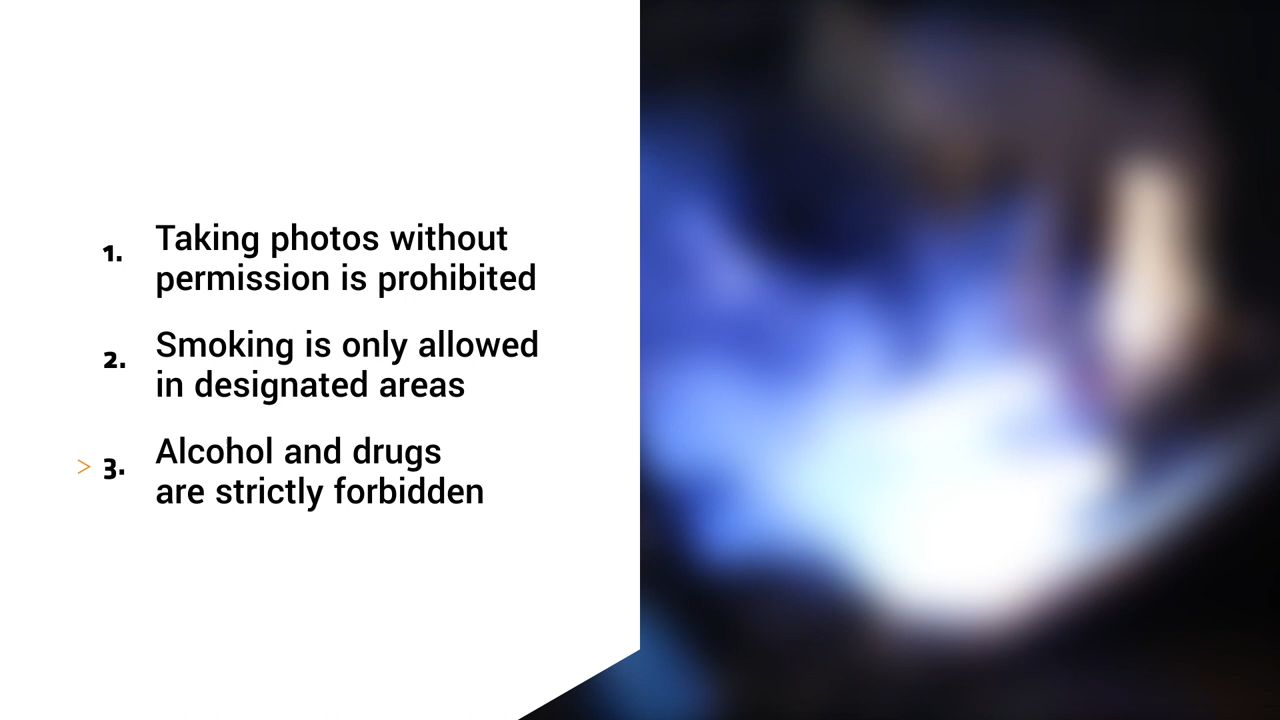 1. Taking photos without
permission is prohibited
2. Smoking is only allowed
in designated areas
> 3. Alcohol and drugs
are strictly forbidden